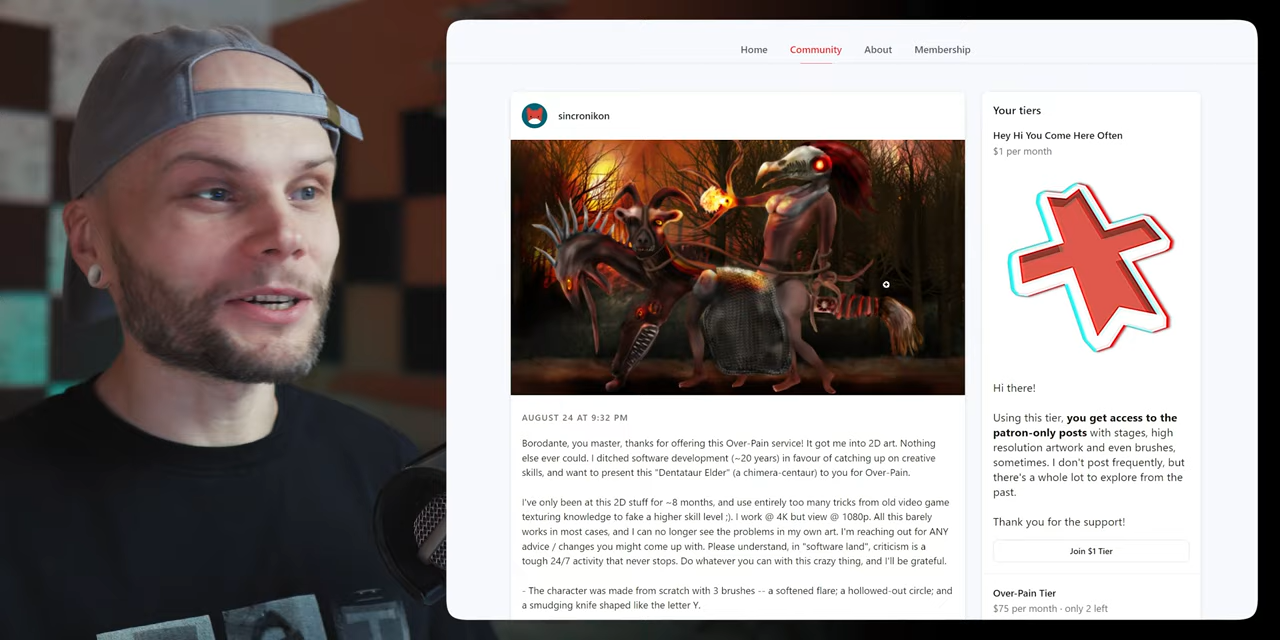 Home Community About Membership
sincronikon
AUGUST 24 AT 9:32 PM
Borodante, you master, thanks for offering this Over-Pain service! It got me into 2D art. Nothing
else ever could. I ditched software development (~20 years) in favour of catching up on creative
skills, and want to present this "Dentataur Elder" (a chimera-centaur) to you for Over-Pain.
I've only been at this 2D stuff for ~8 months, and use entirely too many tricks from old video game
texturing knowledge to fake a higher skill level ;). I work @ 4K but view @ 1080p. All this barely
works in most cases, and I can no longer see the problems in my own art. I'm reaching out for ANY
advice / changes you might come up with. Please understand, in "software land", criticism is a
tough 24/7 activity that never stops. Do whatever you can with this crazy thing, and I'll be grateful.
- The character was made from scratch with 3 brushes -- a softened flare; a hollowed-out circle; and
a smudging knife shaped like the letter Y.
Your tiers
Hey Hi You Come Here Often
$1 per month
Hi there!
Using this tier, you get access to the
patron-only posts with stages, high
resolution artwork and even brushes,
sometimes. I don't post frequently, but
there's a whole lot to explore from the
past.
Thank you for the support!
Join $1 Tier
Over-Pain Tier
$75 per month · only 2 left